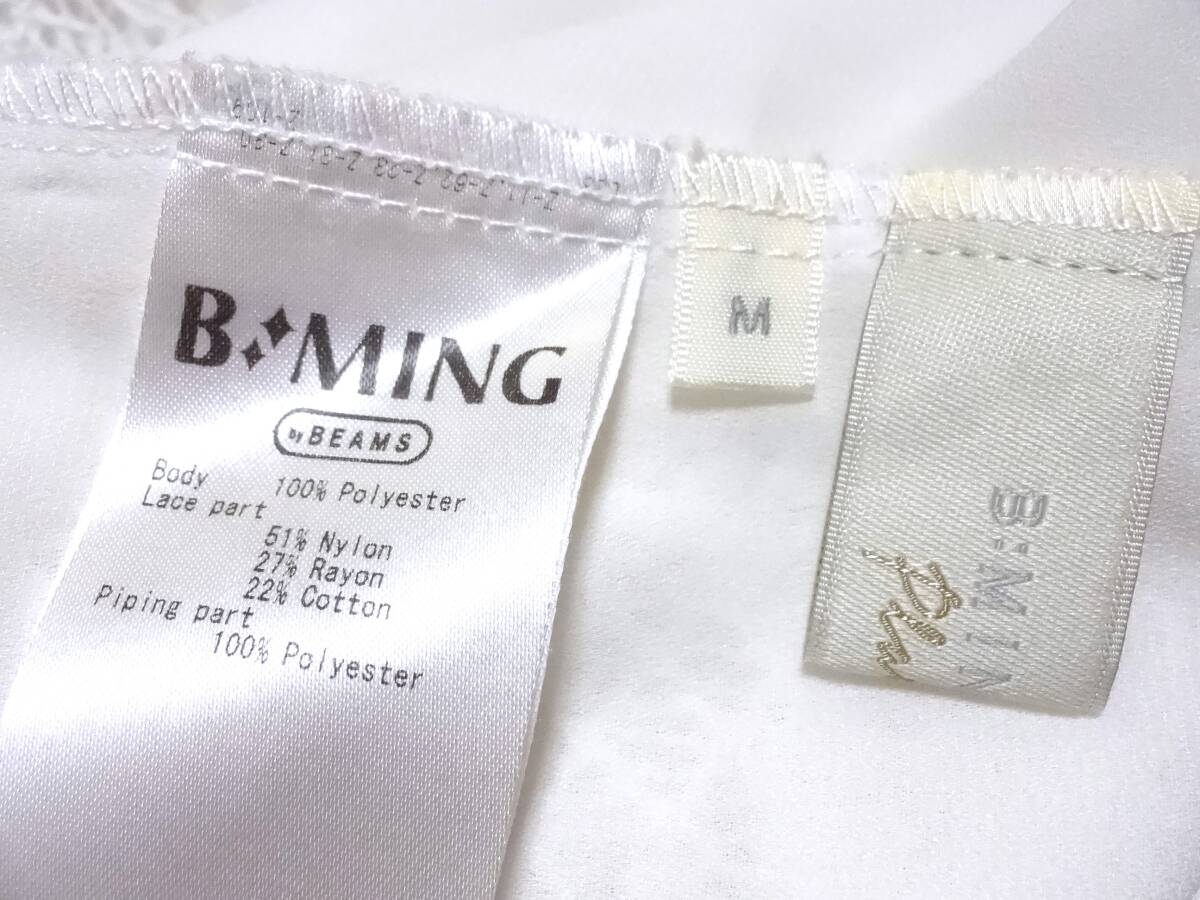 B:MING
by BEAMS
Body 100% Polyester
Lace part
51% Nylon
27% Rayon
22% Cotton
Piping part
100% Polyester
M